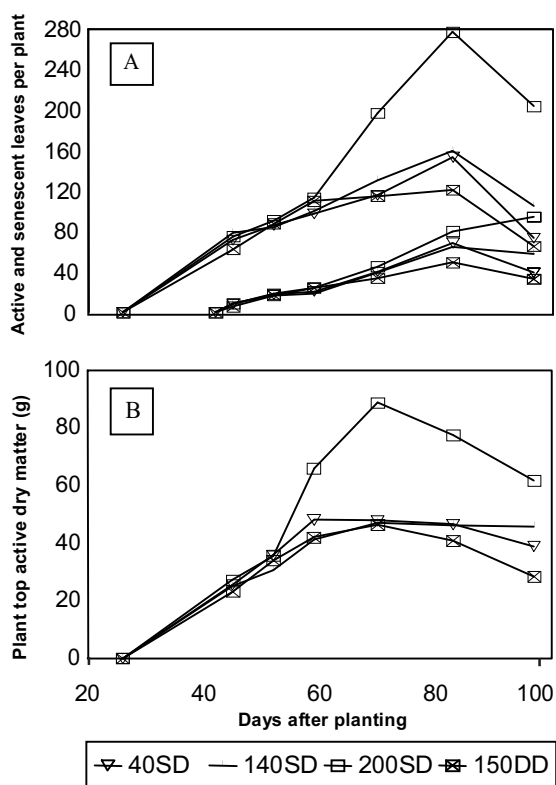 Active and senescent leaves per plant
280
240
200
160
120
80
40
0
A
Plant top active dry matter (g)
100
80
60
40
20
0
B
20 40 60 80 100
Days after planting
40SD 140SD 200SD 150DD